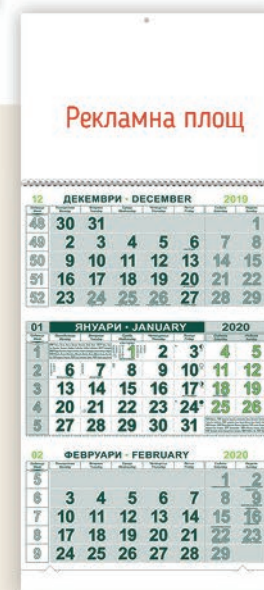 Рекламна площ
12 ДЕКЕМВРИ - DECEMBER 2019
48 30 31 1
49 2 3 4 5 6 7 8
50 9 10 11 12 13 14 15
51 16 17 18 19 20 21 22
52 23 24 25 26 27 28 29
01 ЯНУАРИ • JANUARY 2020
1 1 2 3 4 5
2 6 7 8 9 10 11 12
3 13 14 15 16 17 18 19
4 20 21 22 23 24 25 26
5 27 28 29 30 31
02 ФЕВРУАРИ - FEBRUARY 2020
5 1 2
6 3 4 5 6 7 8 9
7 10 11 12 13 14 15 16
8 17 18 19 20 21 22 23
9 24 25 26 27 28 29